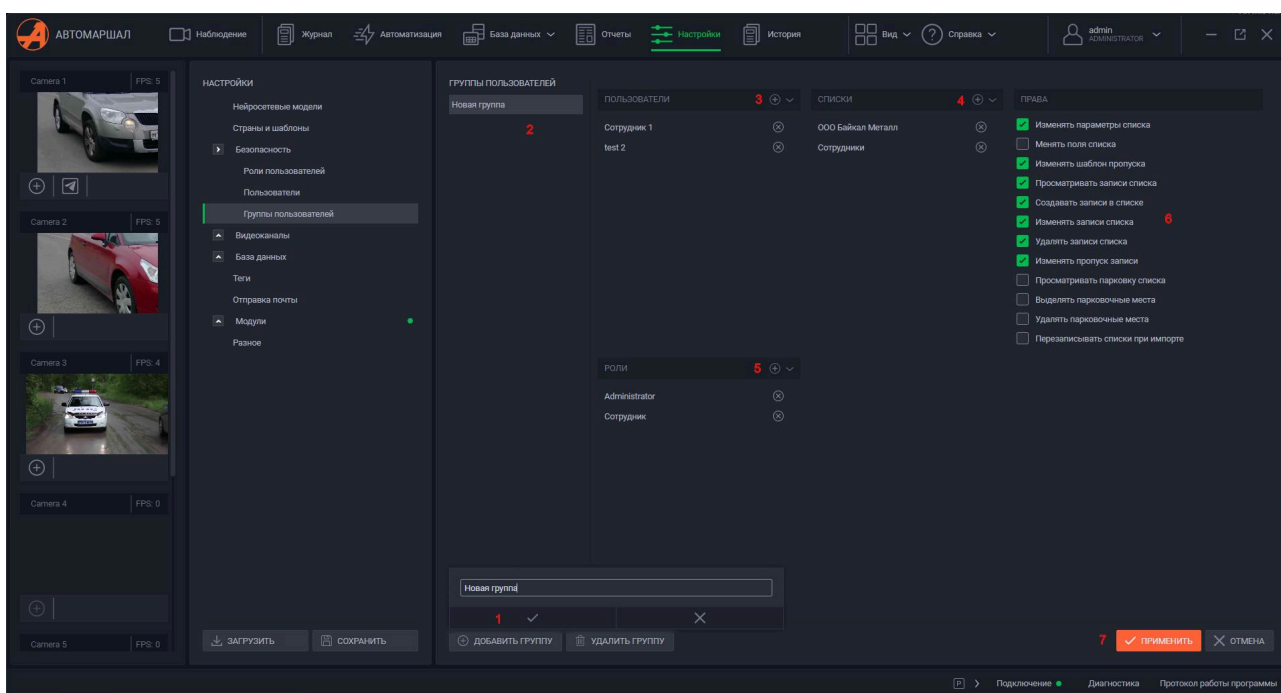 АВТОМАРШАЛ
Наблюдение
Журнал
Автоматизация
База данных
Отчеты
Настройки
История
Вид
Справка
admin
ADMINISTRATOR
Camera 1 FPS: 5
Camera 2 FPS: 5
Camera 3 FPS: 4
Camera 4 FPS: 0
Camera 5 FPS: 0
НАСТРОЙКИ
Нейросетевые модели
Страны и шаблоны
Безопасность
Роли пользователей
Пользователи
Группы пользователей
Видеоканалы
База данных
Теги
Отправка почты
Модули
Разное
ЗАГРУЗИТЬ
СОХРАНИТЬ
ГРУППЫ ПОЛЬЗОВАТЕЛЕЙ
Новая группа
2
ПОЛЬЗОВАТЕЛИ 3
Сотрудник 1
test 2
СПИСКИ 4
ООО Байкал Металл
Сотрудники
РОЛИ 5
Administrator
Сотрудник
ПРАВА
Изменять параметры списка
Менять поля списка
Изменять шаблон пропуска
Просматривать записи списка
Создавать записи в списке
Изменять записи списка 6
Удалять записи списка
Изменять пропуск записи
Просматривать парковку списка
Выделять парковочные места
Удалять парковочные места
Перезаписывать списки при импорте
Новая группа
1
ДОБАВИТЬ ГРУППУ
УДАЛИТЬ ГРУППУ
7 ПРИМЕНИТЬ
ОТМЕНА
P
Подключение
Диагностика
Протокол работы программы